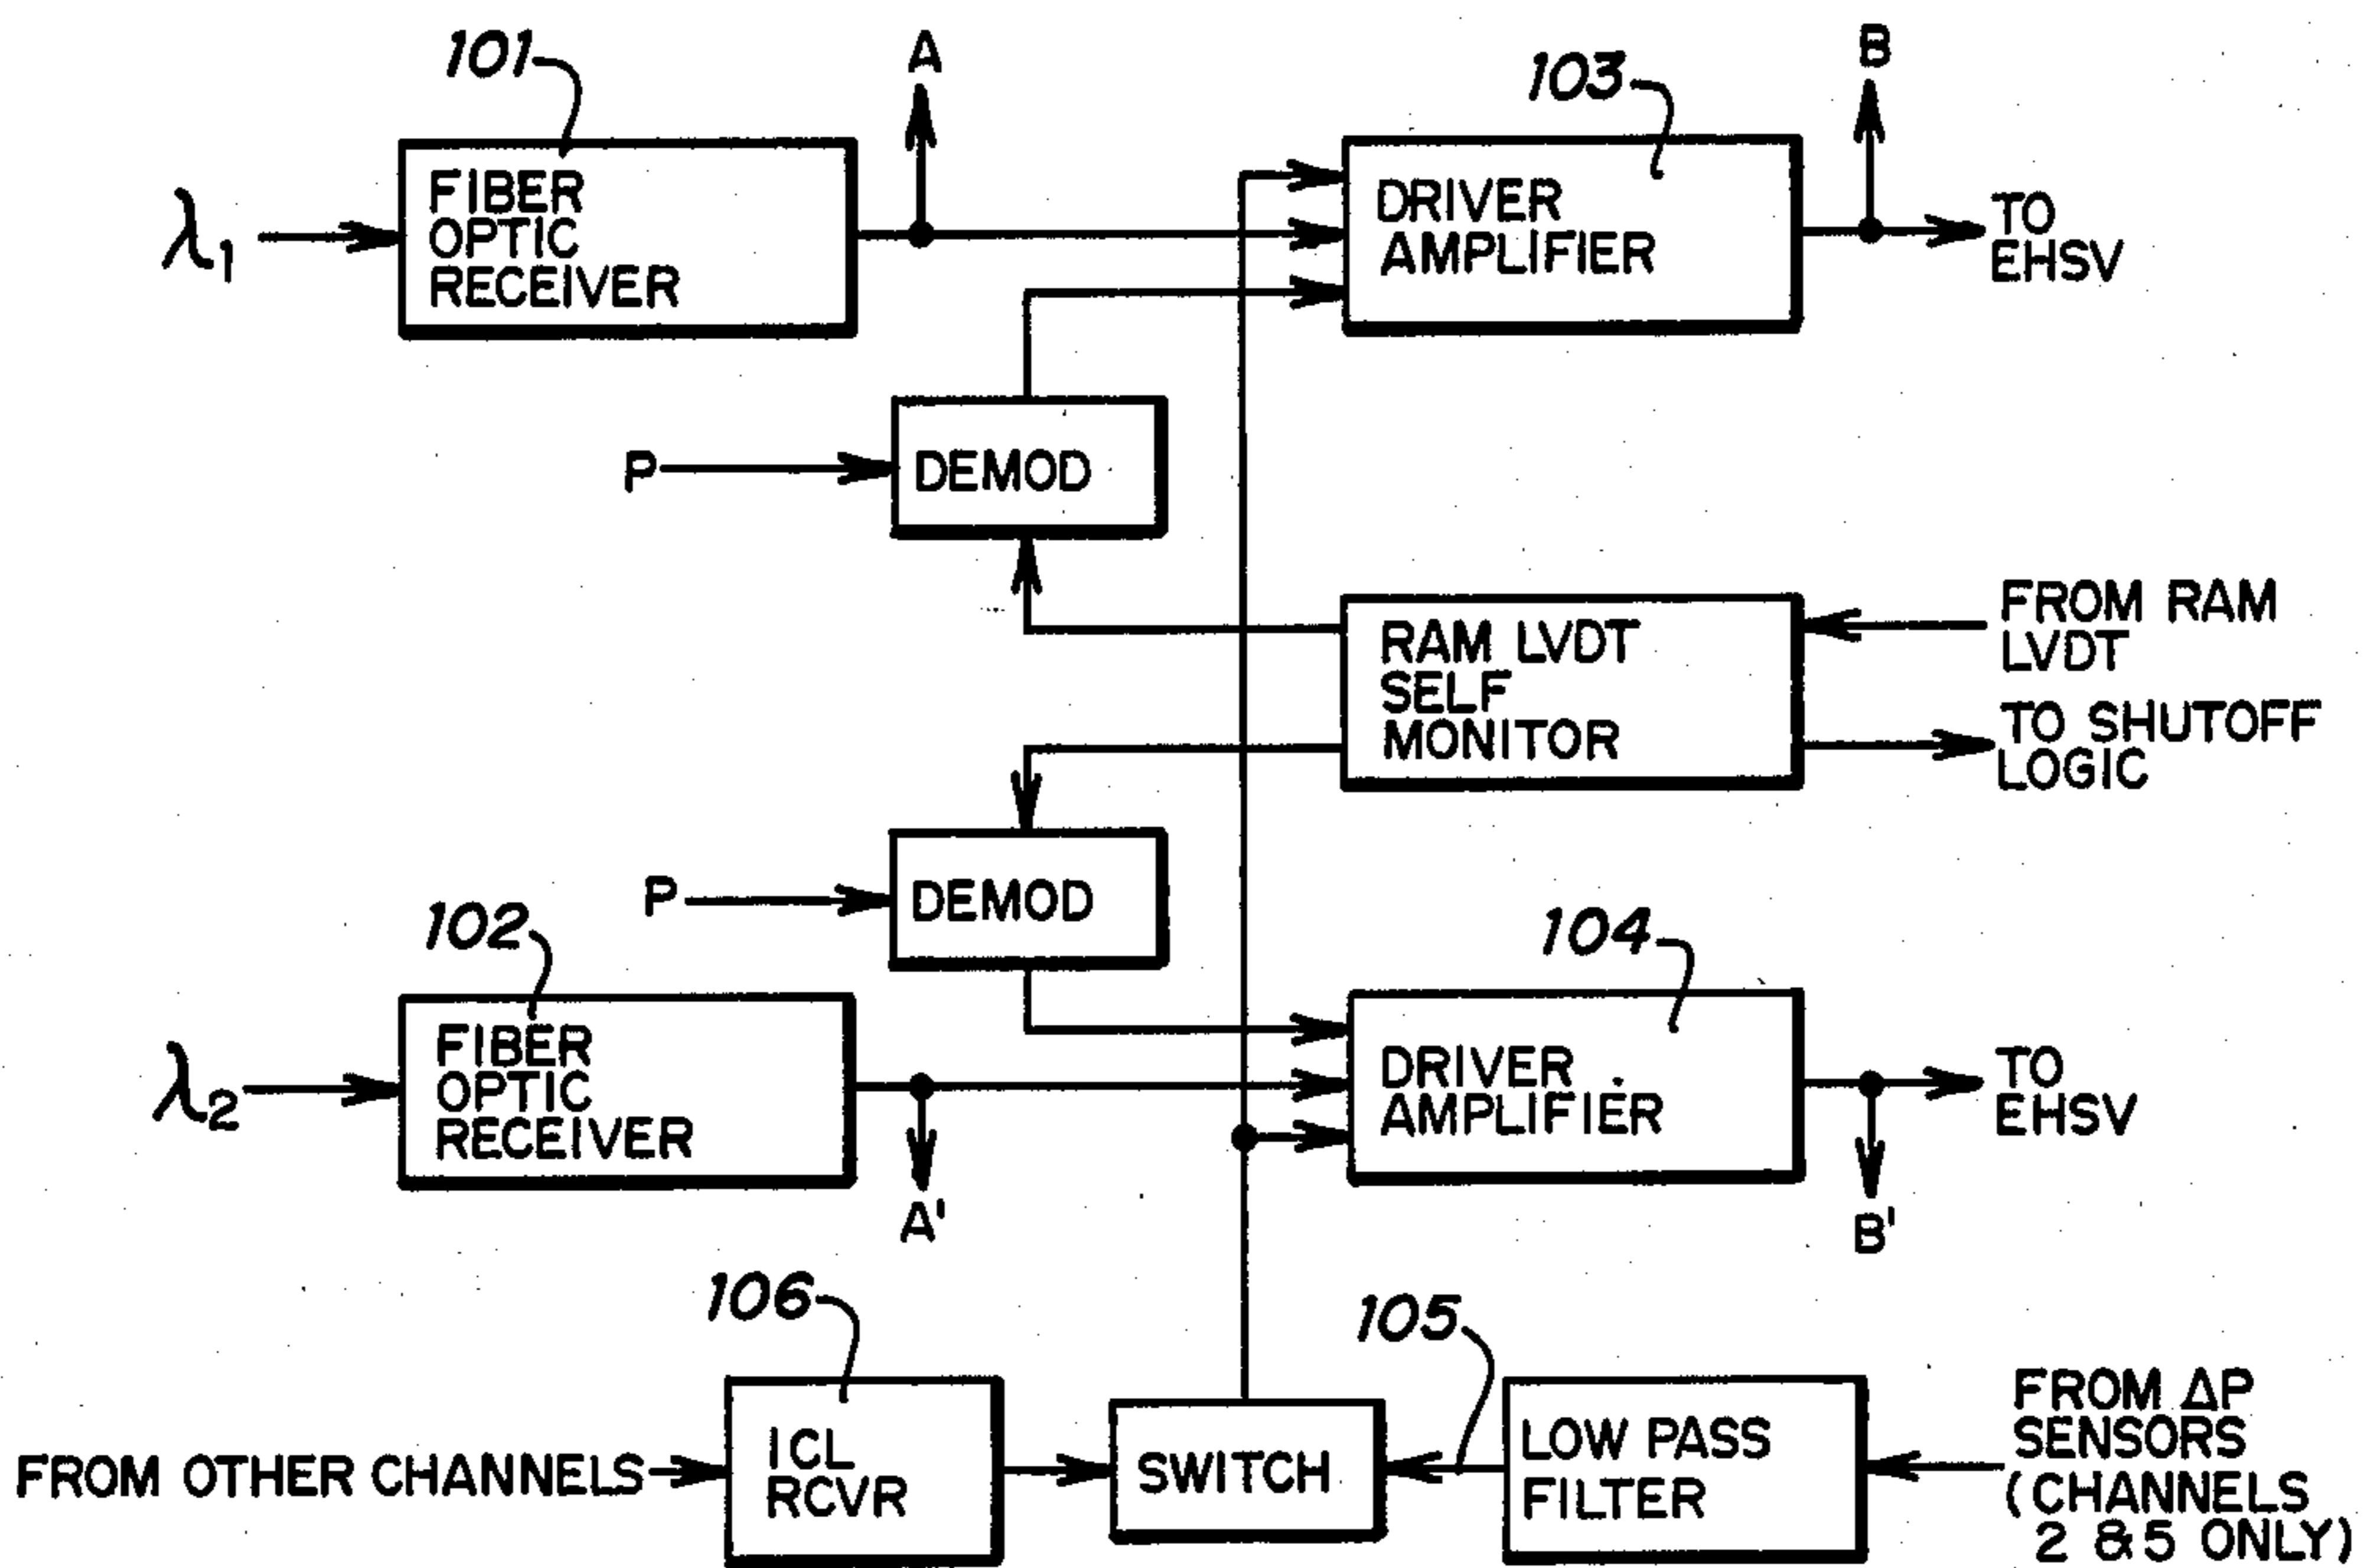 101
A
B
103
FIBER
OPTIC
RECEIVER
λ1
DRIVER
AMPLIFIER
TO
EHSV
P
DEMOD
FROM RAM
LVDT
RAM LVDT
SELF
MONITOR
TO SHUTOFF
LOGIC
P
DEMOD
102
104
FIBER
OPTIC
RECEIVER
λ2
DRIVER
AMPLIFIER
TO
EHSV
A'
B'
106
105
FROM OTHER CHANNELS
ICL
RCVR
SWITCH
LOW PASS
FILTER
FROM ΔP
SENSORS
(CHANNELS
2 &5 ONLY)